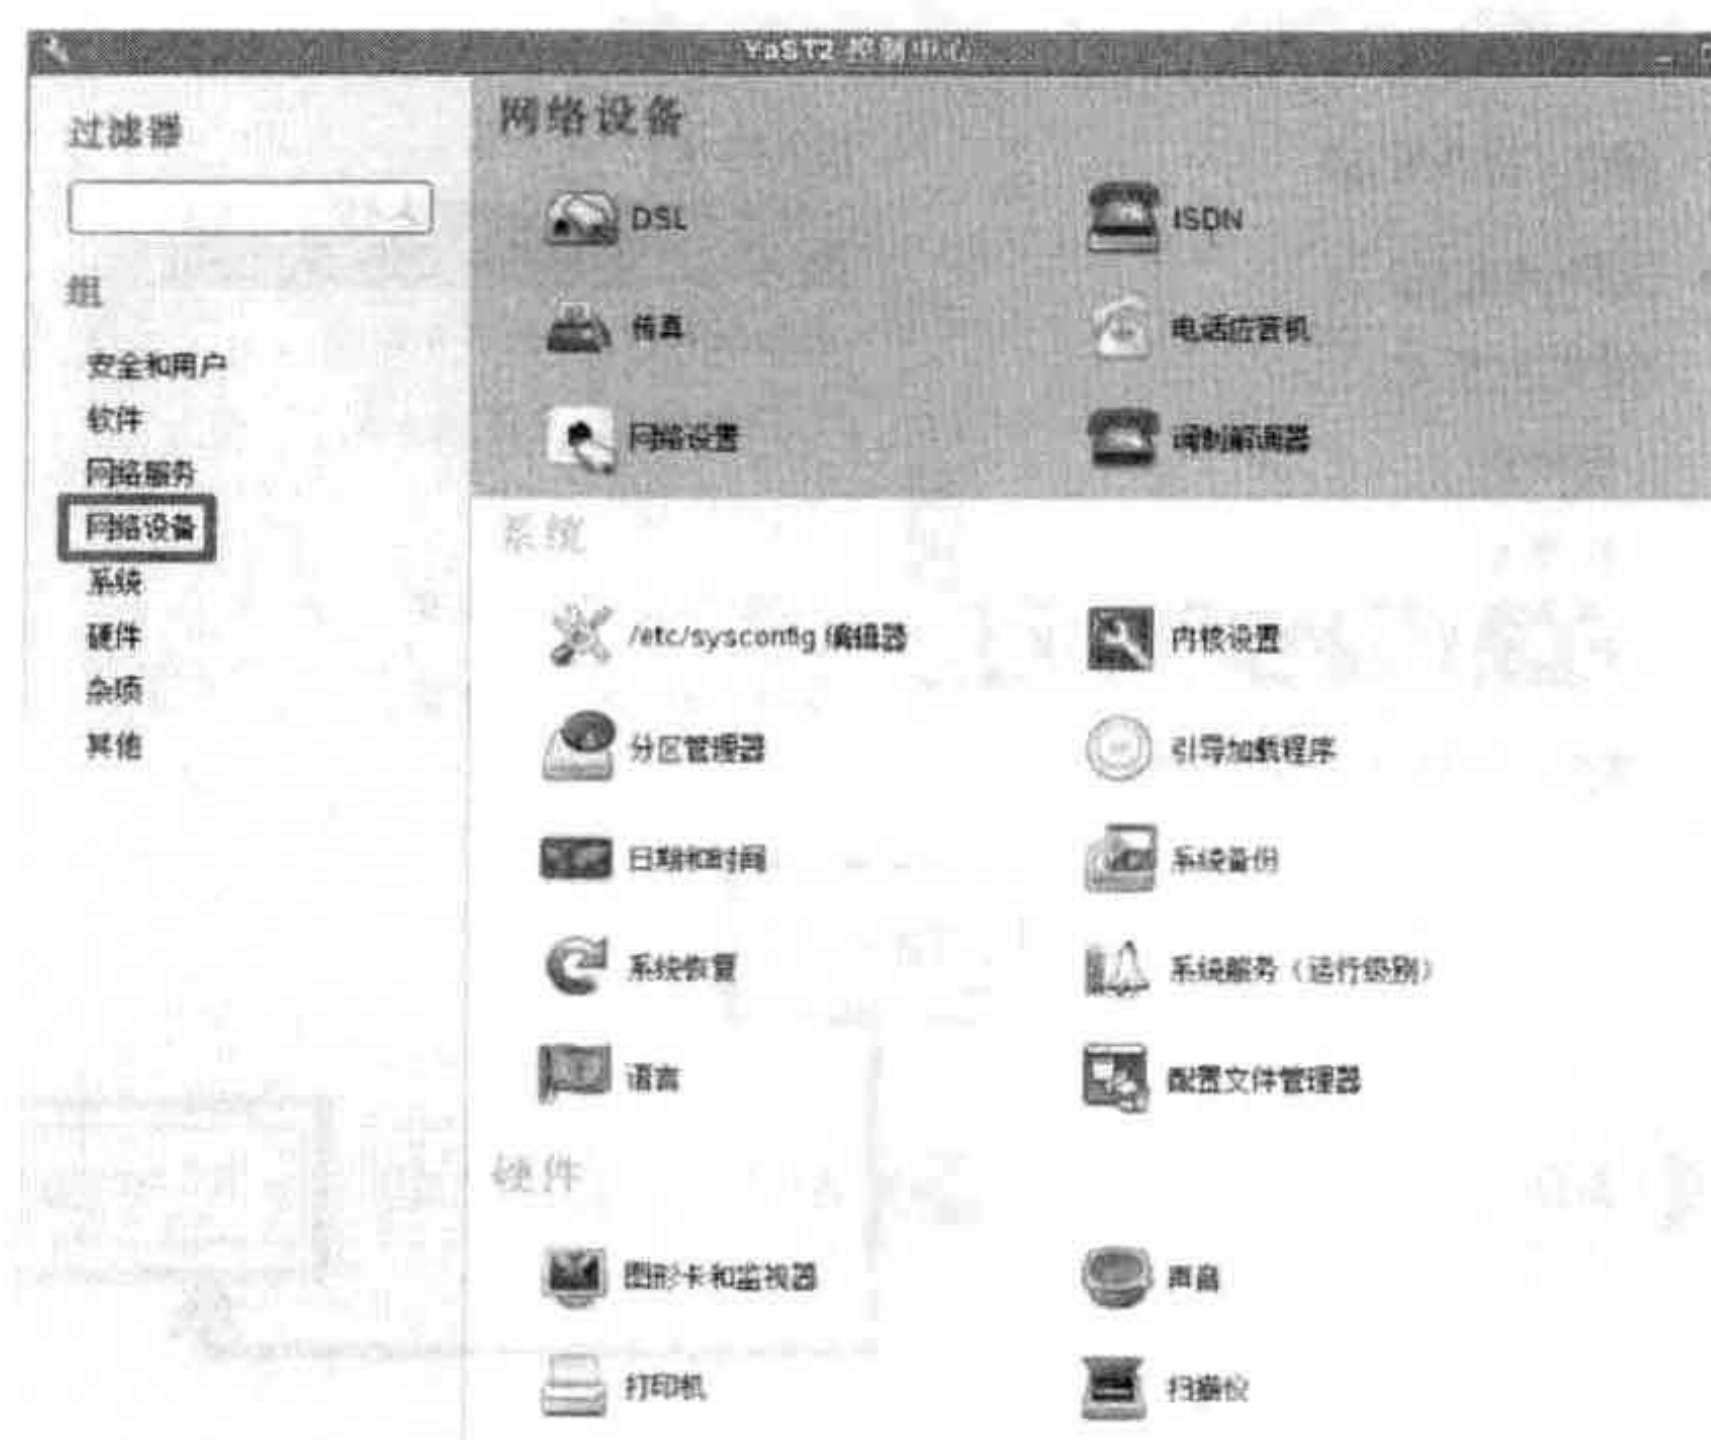 YaST2 控制中心
过滤器
组
安全和用户
软件
网络服务
网络设备
系统
硬件
杂项
其他
网络设备
DSL
ISDN
传真
电话应答机
网络设置
调制解调器
系统
/etc/sysconfig 编辑器
内核设置
分区管理器
引导加载程序
日期和时间
系统备份
系统恢复
系统服务（运行级别）
语言
配置文件管理器
硬件
图形卡和监视器
声音
打印机
扫描仪